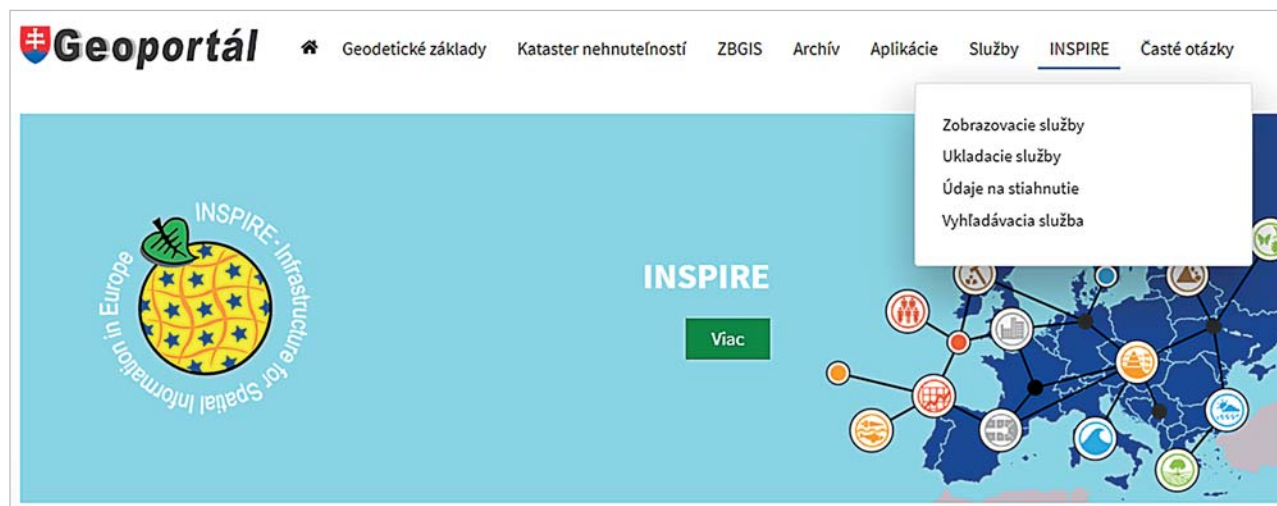 Geoportál
Geodetické základy Kataster nehnuteľností ZBGIS Archív Aplikácie Služby INSPIRE Časté otázky
Zobrazovacie služby
Ukladacie služby
Údaje na stiahnutie
Vyhľadávacia služba
INSPIRE - Infrastructure for Spatial Information in Europe
INSPIRE
Viac